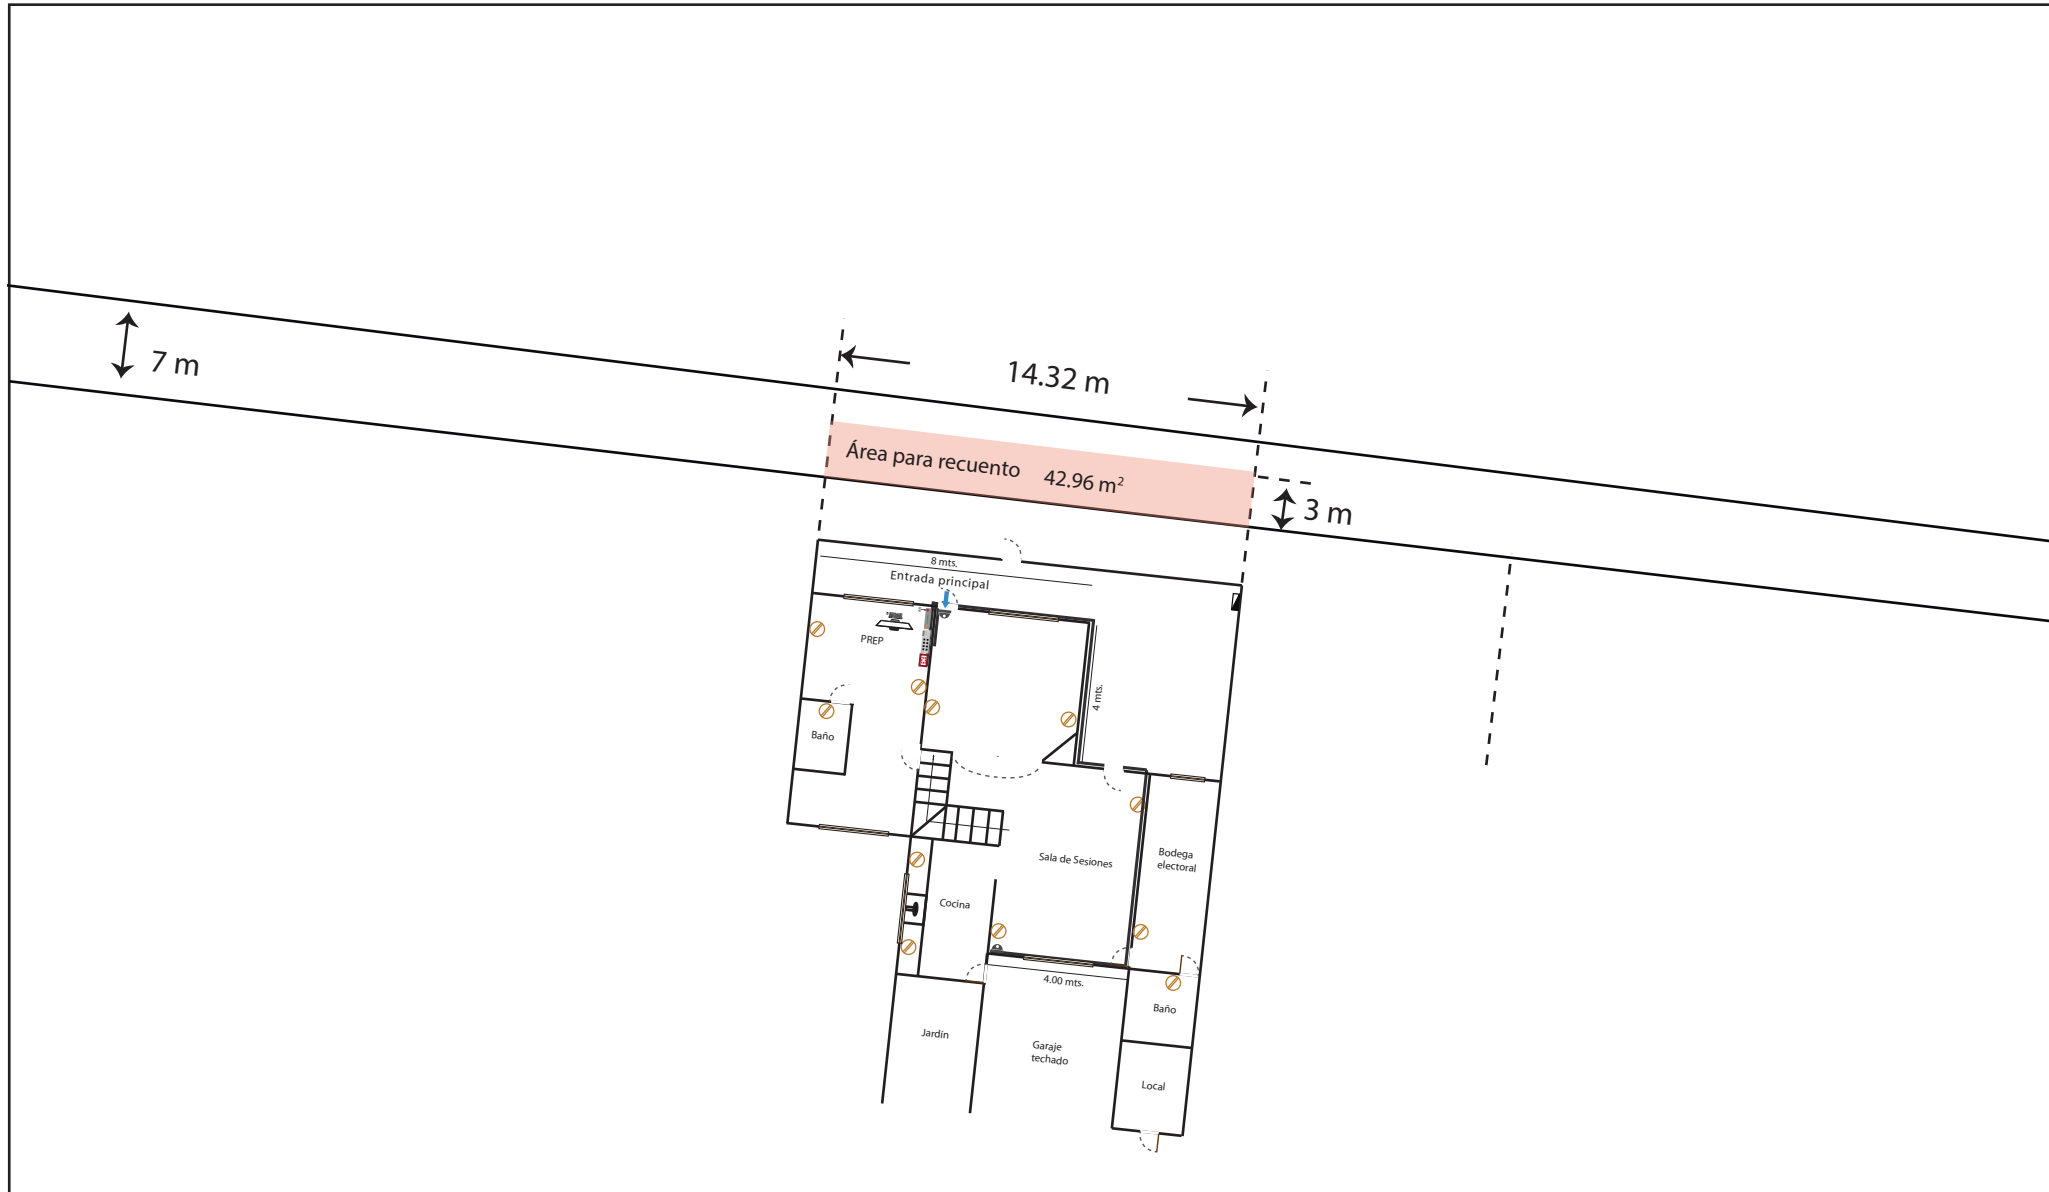 7 m
14.32 m
Área para recuento 42.96 m²
3 m
8 mts.
Entrada principal
PREP
4 mts.
Baño
Sala de Sesiones
Bodega
electoral
Cocina
4.00 mts.
Baño
Jardín
Garaje
techado
Local